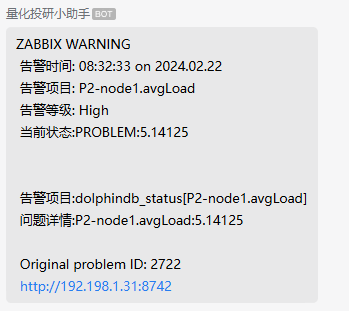 量化投研小助手 BOT
ZABBIX WARNING
告警时间: 08:32:33 on 2024.02.22
告警项目: P2-node1.avgLoad
告警等级: High
当前状态:PROBLEM:5.14125
告警项目:dolphindb_status[P2-node1.avgLoad]
问题详情:P2-node1.avgLoad:5.14125
Original problem ID: 2722
http://192.198.1.31:8742